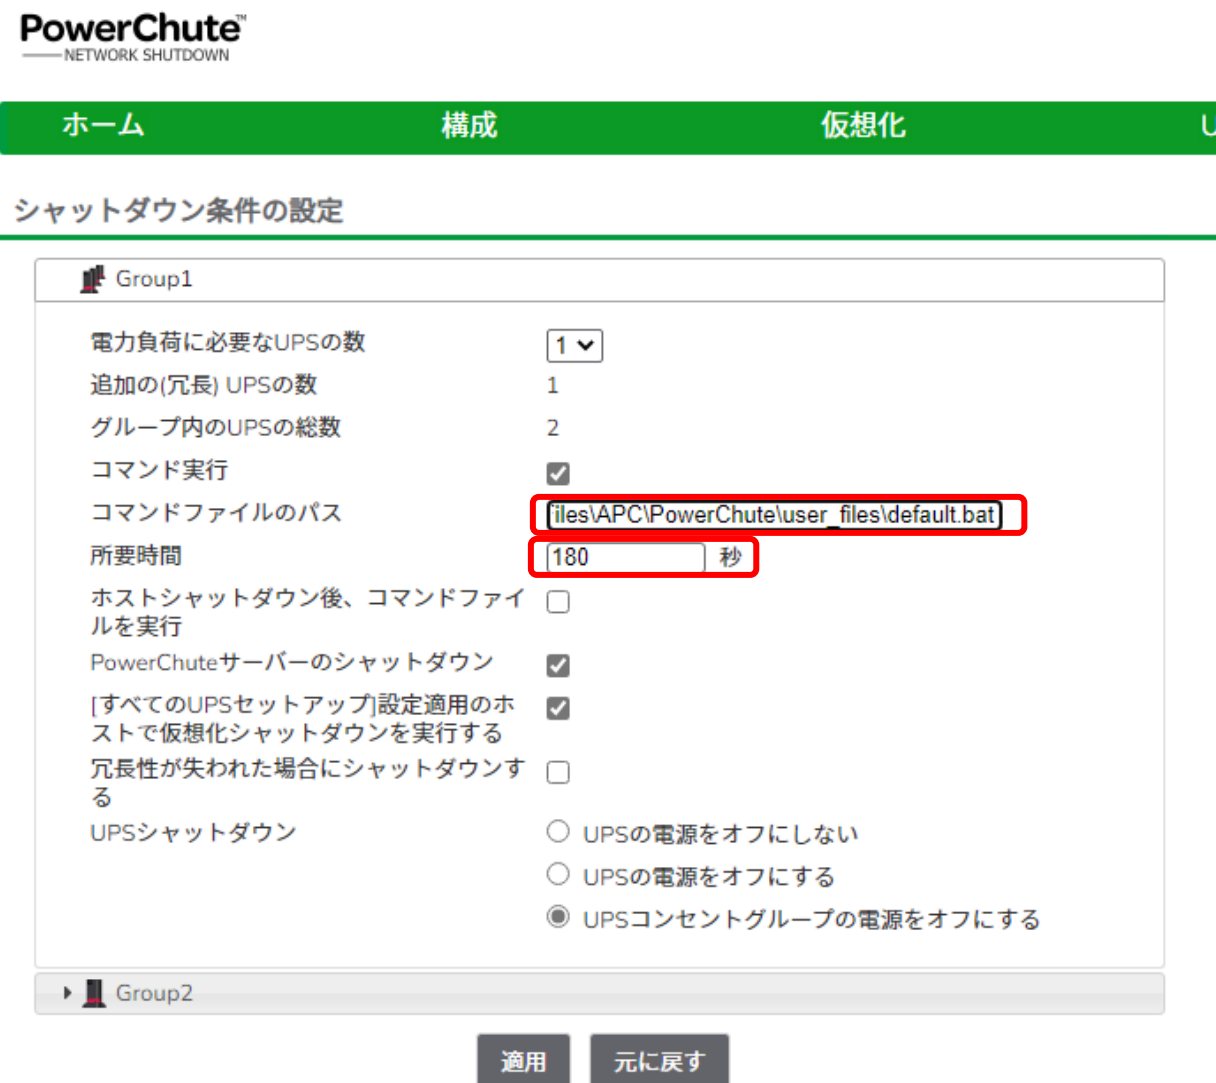 PowerChute™
NETWORK SHUTDOWN
ホーム 構成 仮想化 U
シャットダウン条件の設定
Group1
電力負荷に必要なUPSの数 1
追加の(冗長) UPSの数 1
グループ内のUPSの総数 2
コマンド実行
コマンドファイルのパス iles\APC\PowerChute\user_files\default.bat
所要時間 180 秒
ホストシャットダウン後、コマンドファイ
ルを実行
PowerChuteサーバーのシャットダウン
[すべてのUPSセットアップ]設定適用のホ
ストで仮想化シャットダウンを実行する
冗長性が失われた場合にシャットダウンす
る
UPSシャットダウン UPSの電源をオフにしない
UPSの電源をオフにする
UPSコンセントグループの電源をオフにする
Group2
適用 元に戻す